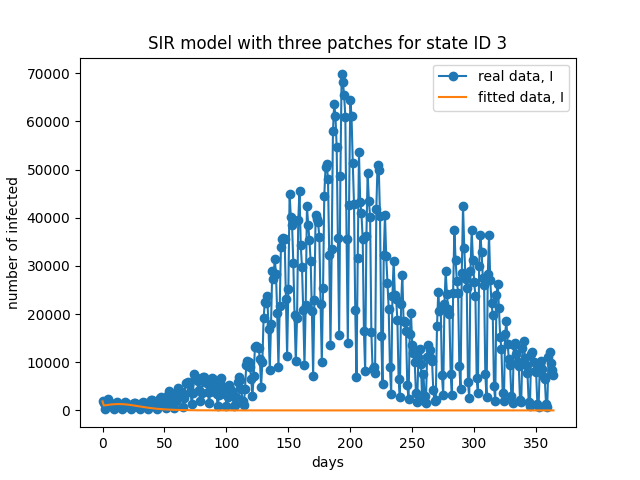 SIR model with three patches for state ID 3
real data, I
fitted data, I
number of infected
70000
60000
50000
40000
30000
20000
10000
0
0 50 100 150 200 250 300 350
days